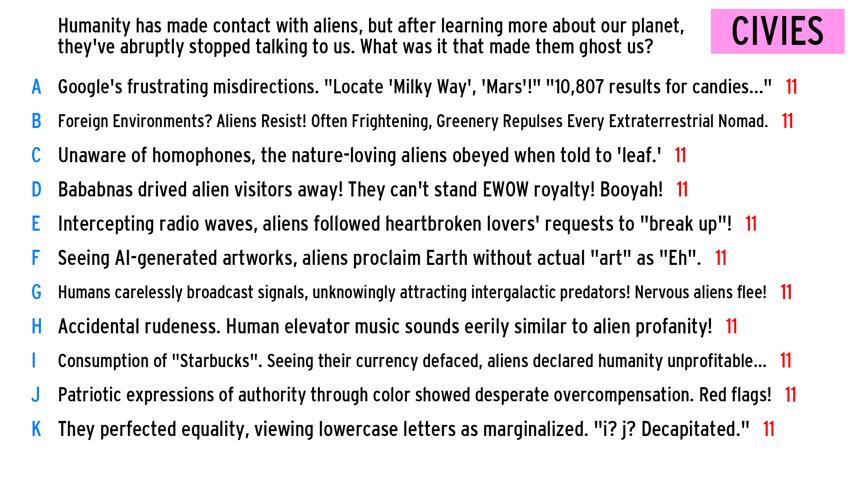 Humanity has made contact with aliens, but after learning more about our planet,
they've abruptly stopped talking to us. What was it that made them ghost us?
CIVIES
A Google's frustrating misdirections. "Locate 'Milky Way', 'Mars'!" "10,807 results for candies..." 11
B Foreign Environments? Aliens Resist! Often Frightening, Greenery Repulses Every Extraterrestrial Nomad. 11
C Unaware of homophones, the nature-loving aliens obeyed when told to 'leaf.' 11
D Bababnas drived alien visitors away! They can't stand EWOW royalty! Booyah! 11
E Intercepting radio waves, aliens followed heartbroken lovers' requests to "break up"! 11
F Seeing AI-generated artworks, aliens proclaim Earth without actual "art" as "Eh". 11
G Humans carelessly broadcast signals, unknowingly attracting intergalactic predators! Nervous aliens flee! 11
H Accidental rudeness. Human elevator music sounds eerily similar to alien profanity! 11
I Consumption of "Starbucks". Seeing their currency defaced, aliens declared humanity unprofitable... 11
J Patriotic expressions of authority through color showed desperate overcompensation. Red flags! 11
K They perfected equality, viewing lowercase letters as marginalized. "i? j? Decapitated." 11